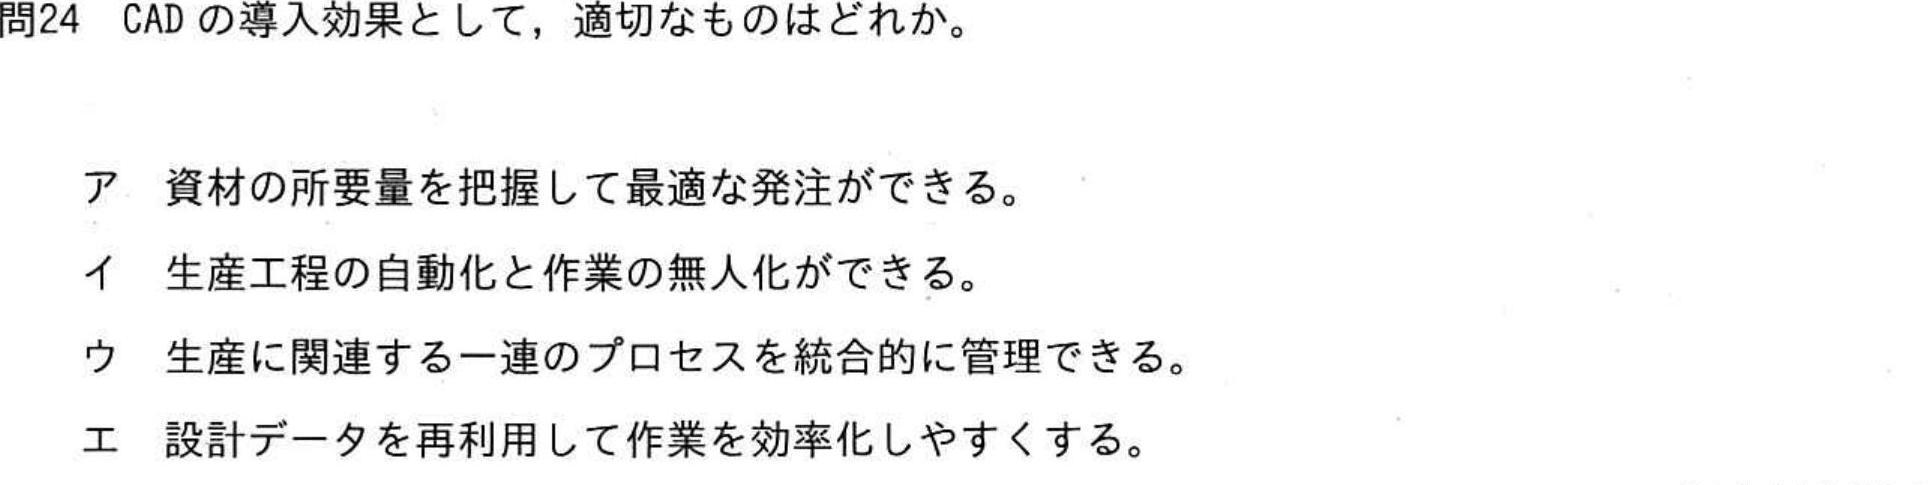 問24 CAD の導入効果として，適切なものはどれか。
ア 資材の所要量を把握して最適な発注ができる。
イ 生産工程の自動化と作業の無人化ができる。
ウ 生産に関連する一連のプロセスを統合的に管理できる。
エ 設計データを再利用して作業を効率化しやすくする。